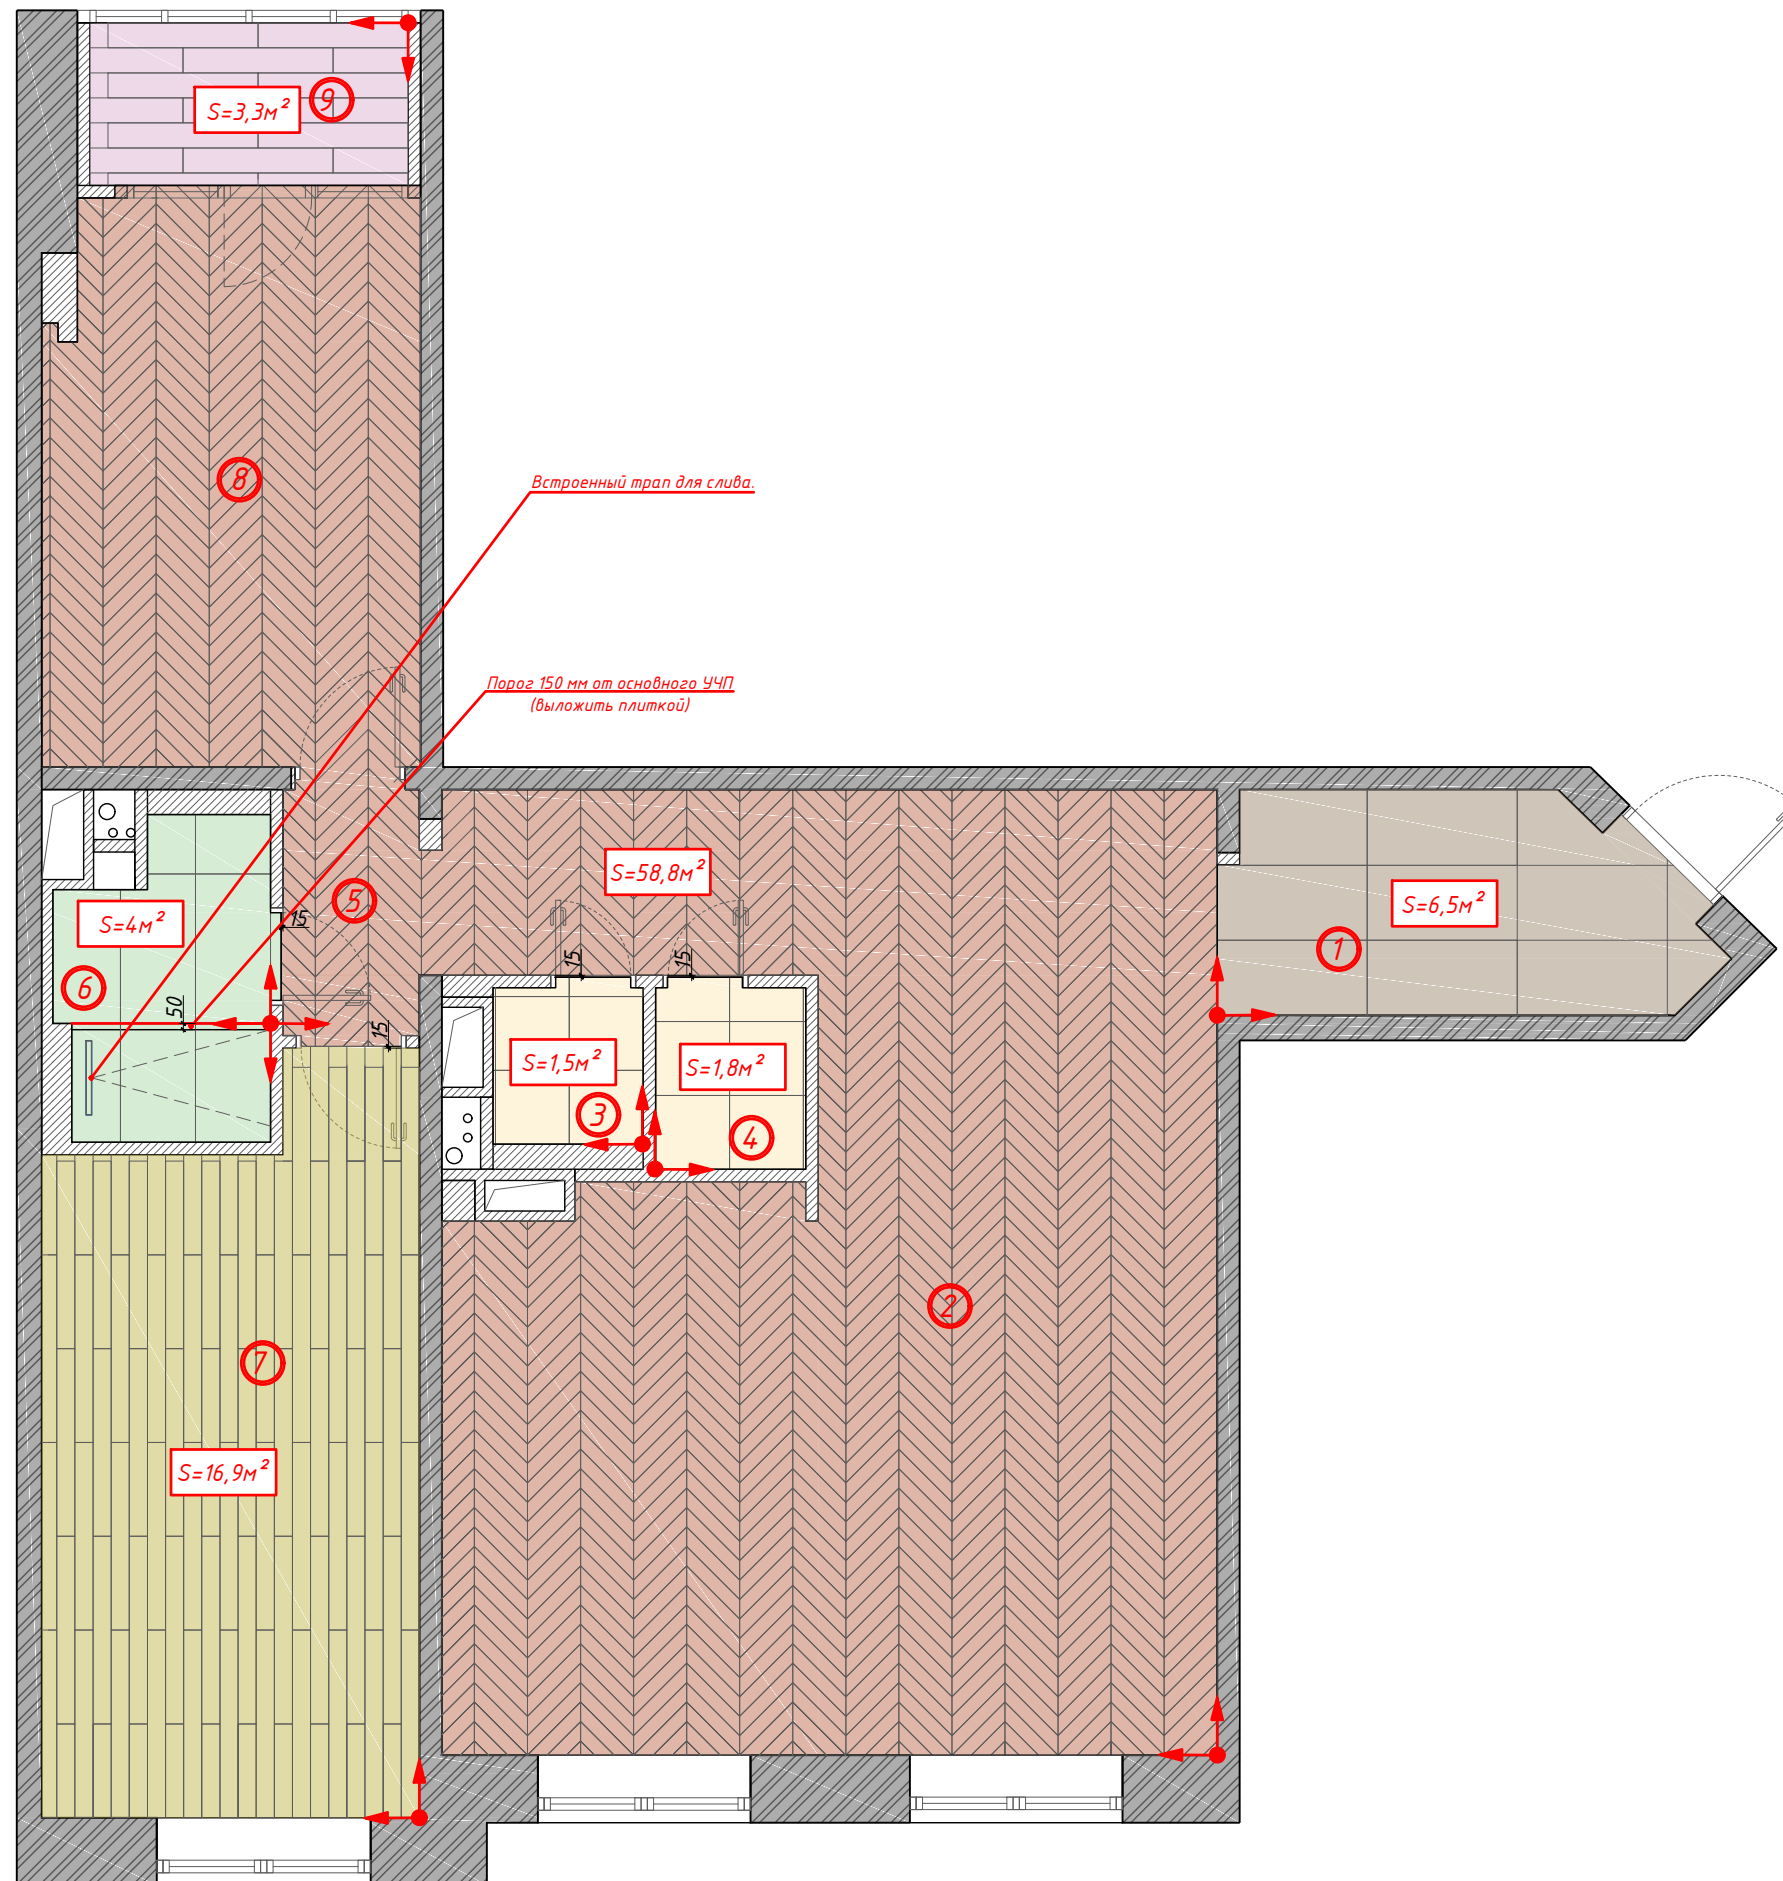 S=3,3м²
9
8
Встроенный трап для слива.
Порог 150 мм от основного УЧП
(выложить плиткой)
S=58,8м²
5
S=6,5м²
1
S=4м²
15
6
50
15
15
15
S=1,5м²
3
S=1,8м²
4
2
7
S=16,9м²